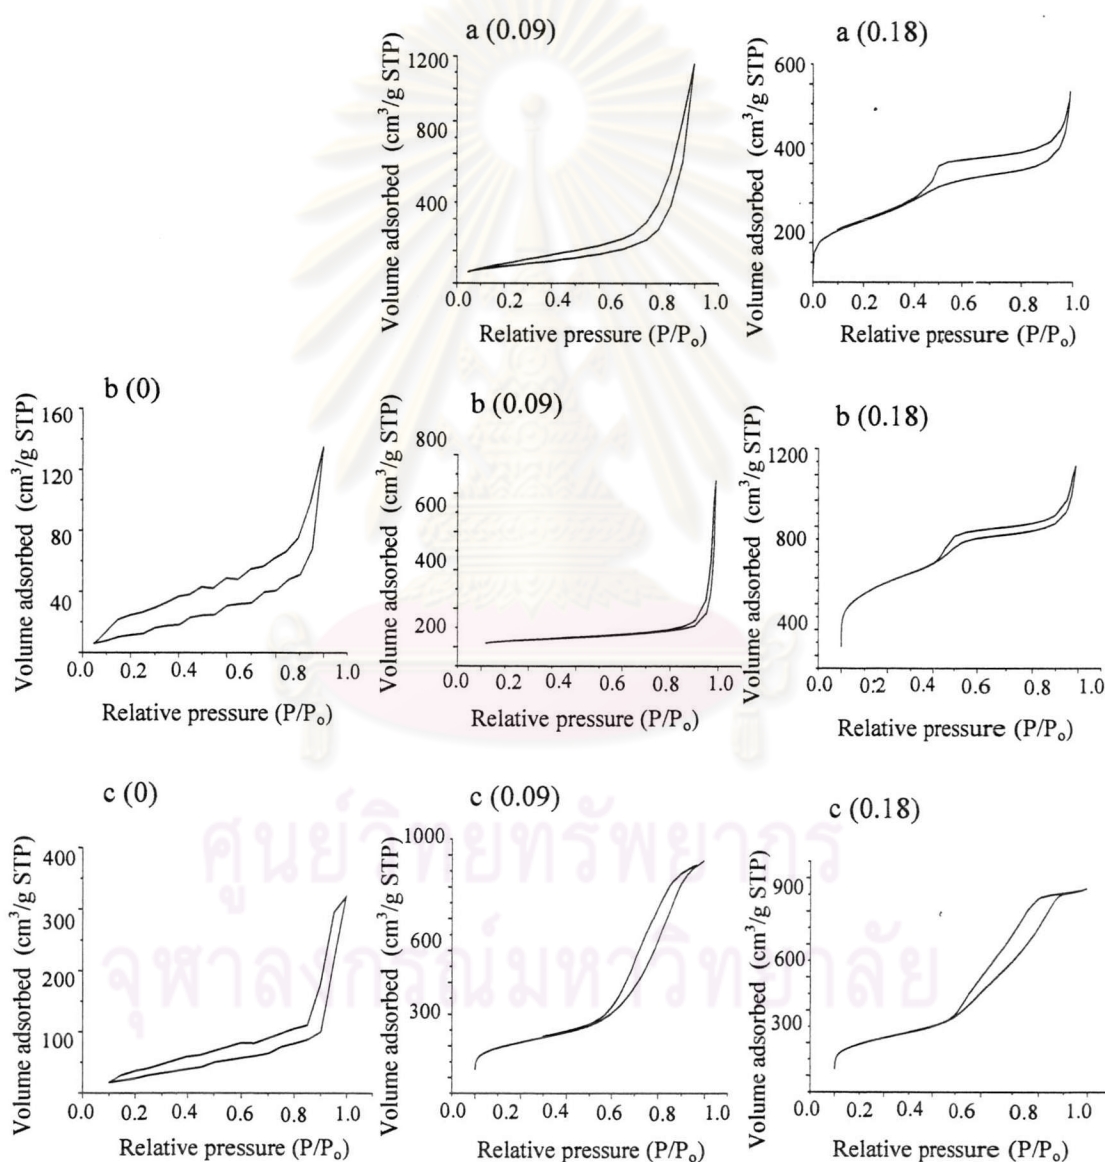 a (0.09)
1200
800
400
0.0 0.2 0.4 0.6 0.8 1.0
Volume adsorbed (cm³/g STP)
Relative pressure (P/Pₒ)
a (0.18)
600
400
200
0.0 0.2 0.4 0.6 0.8 1.0
Volume adsorbed (cm³/g STP)
Relative pressure (P/Pₒ)
b (0)
160
120
80
40
0.0 0.2 0.4 0.6 0.8 1.0
Volume adsorbed (cm³/g STP)
Relative pressure (P/Pₒ)
b (0.09)
800
600
400
200
0.0 0.2 0.4 0.6 0.8 1.0
Volume adsorbed (cm³/g STP)
Relative pressure (P/Pₒ)
b (0.18)
1200
800
400
0.0 0.2 0.4 0.6 0.8 1.0
Volume adsorbed (cm³/g STP)
Relative pressure (P/Pₒ)
c (0)
400
300
200
100
0.0 0.2 0.4 0.6 0.8 1.0
Volume adsorbed (cm³/g STP)
Relative pressure (P/Pₒ)
c (0.09)
1000
600
300
0.0 0.2 0.4 0.6 0.8 1.0
Volume adsorbed (cm³/g STP)
Relative pressure (P/Pₒ)
c (0.18)
900
600
300
0.0 0.2 0.4 0.6 0.8 1.0
Volume adsorbed (cm³/g STP)
Relative pressure (P/Pₒ)
ศูนย์วิทยทรัพยากร
จุฬาลงกรณ์มหาวิทยาลัย